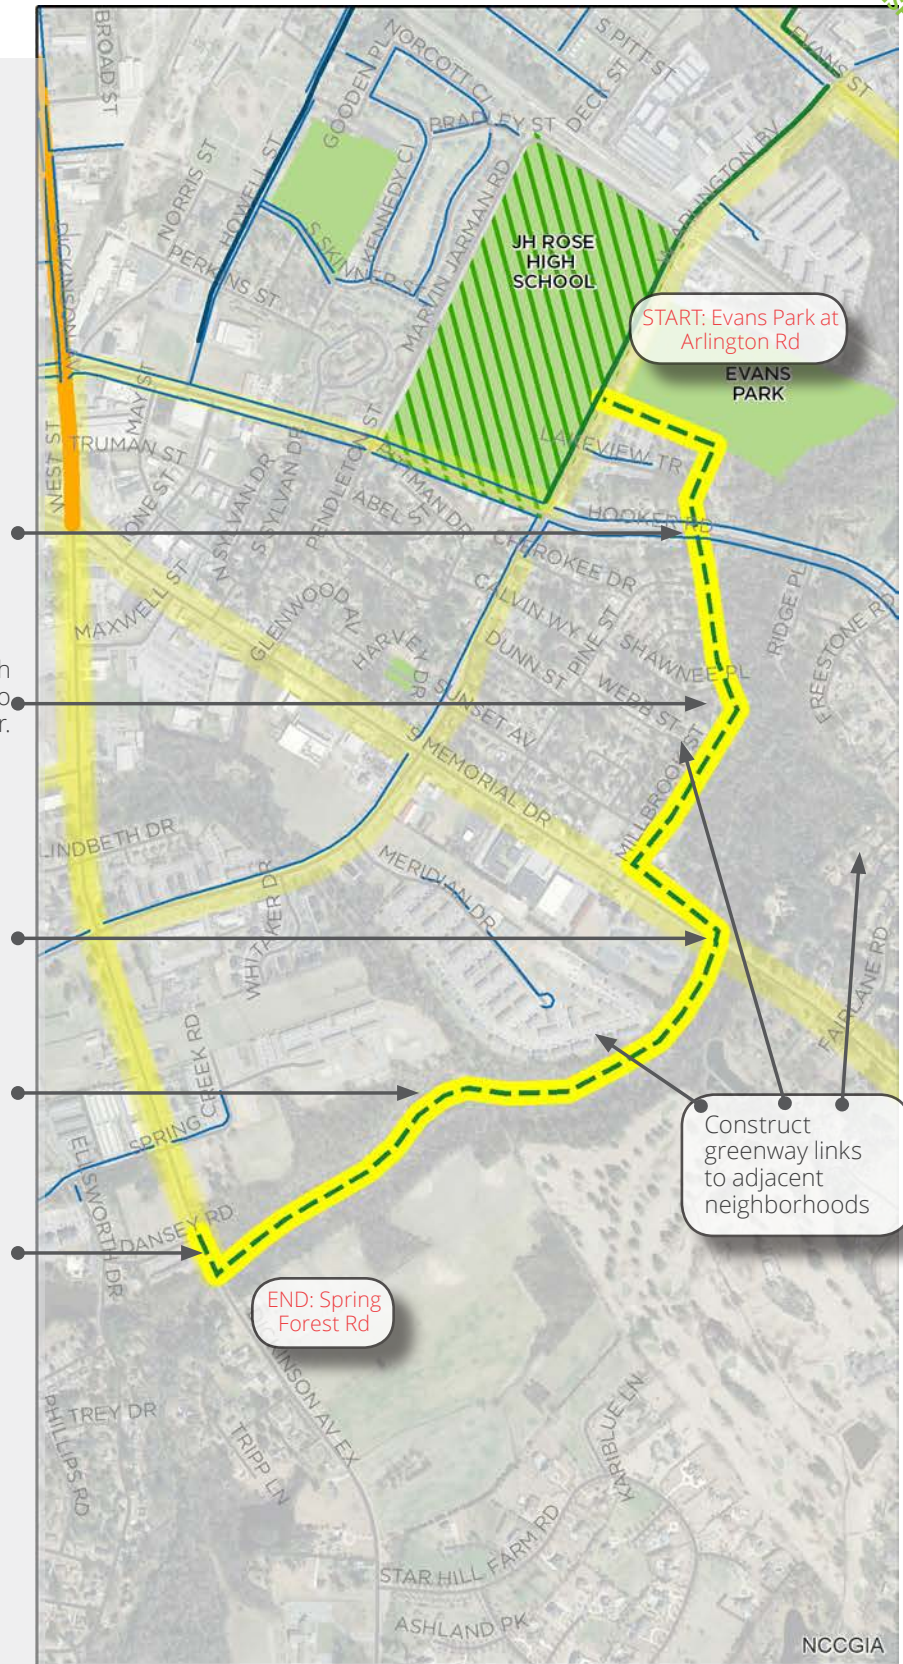 BROAD ST
GOODEN PL
NORCOTT CI
S PITT ST
EVANS ST
DECK ST
BRADLEY ST
NORRIS ST
HOWELL ST
KENNEDY CI
MARVIN JARMAN RD
W ARLINGTON BV
S SKINNER ST
PERKINS ST
JH ROSE
HIGH
SCHOOL
START: Evans Park at
Arlington Rd
EVANS
PARK
MAY ST
WEST ST
TRUMAN ST
TONE ST
N SYLVAN DR
S SYLVAN DR
PENDLETON ST
PITTMAN DR
ABEL ST
LAKEVIEW TR
HOOKER RD
CHEROKEE DR
MAXWELL ST
GLENWOOD AV
HARVEY DR
CALVIN WY
PINE ST
DUNN ST
SHAWNEE PL
RIDGE PL
FREESTONE RD
WEBB ST
SUNSET AV
h
o
r.
S MEMORIAL DR
MILLBROOK ST
LINDBETH DR
WHITAKER DR
MERIDIAN DR
FAIRLANE RD
SPRING CREEK RD
Construct
greenway links
to adjacent
neighborhoods
ELLSWORTH DR
DANSEY RD
END: Spring
Forest Rd
DICKINSON AV EX
TREY DR
PHILLIPS RD
TRIPP LN
KARIBLUE LN
STAR HILL FARM RD
ASHLAND PK
NCCGIA